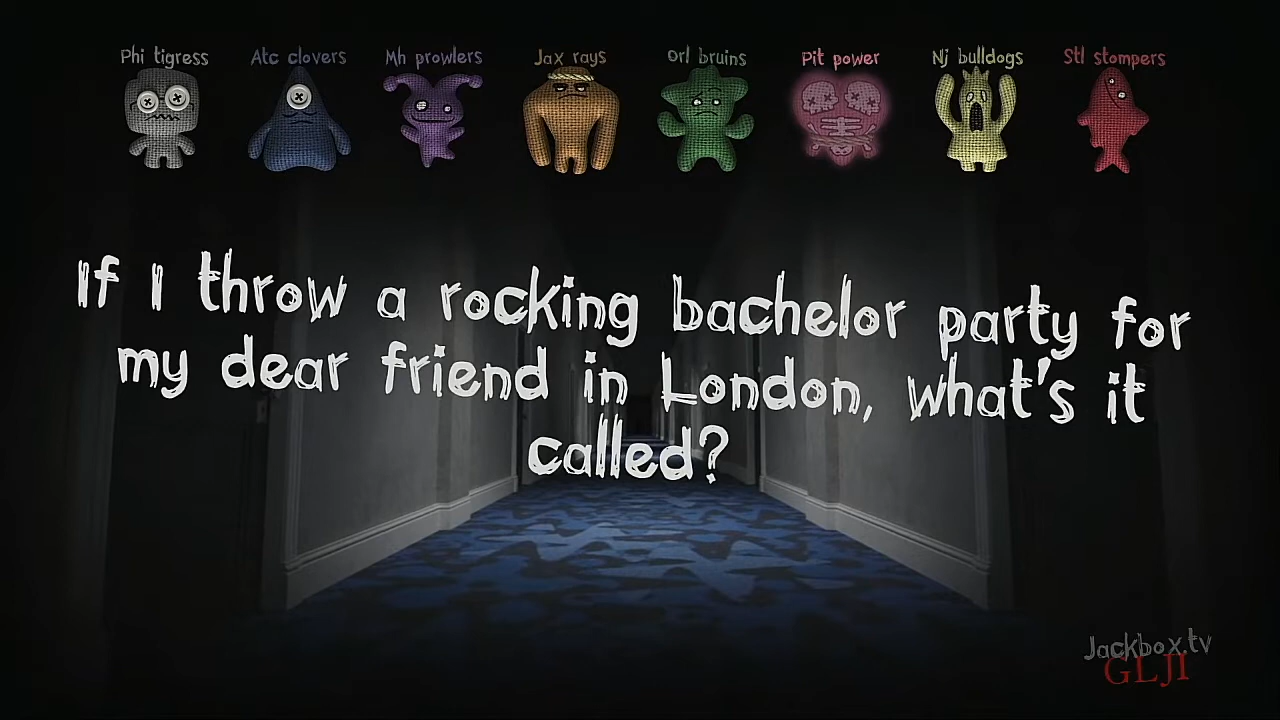 Phi tigress Atc clovers Mh prowlers Jax rays Orl bruins Pit power Nj bulldogs Stl stompers
If I throw a rocking bachelor party for
my dear friend in London, what's it
called?
Jackbox.tv
GLJI